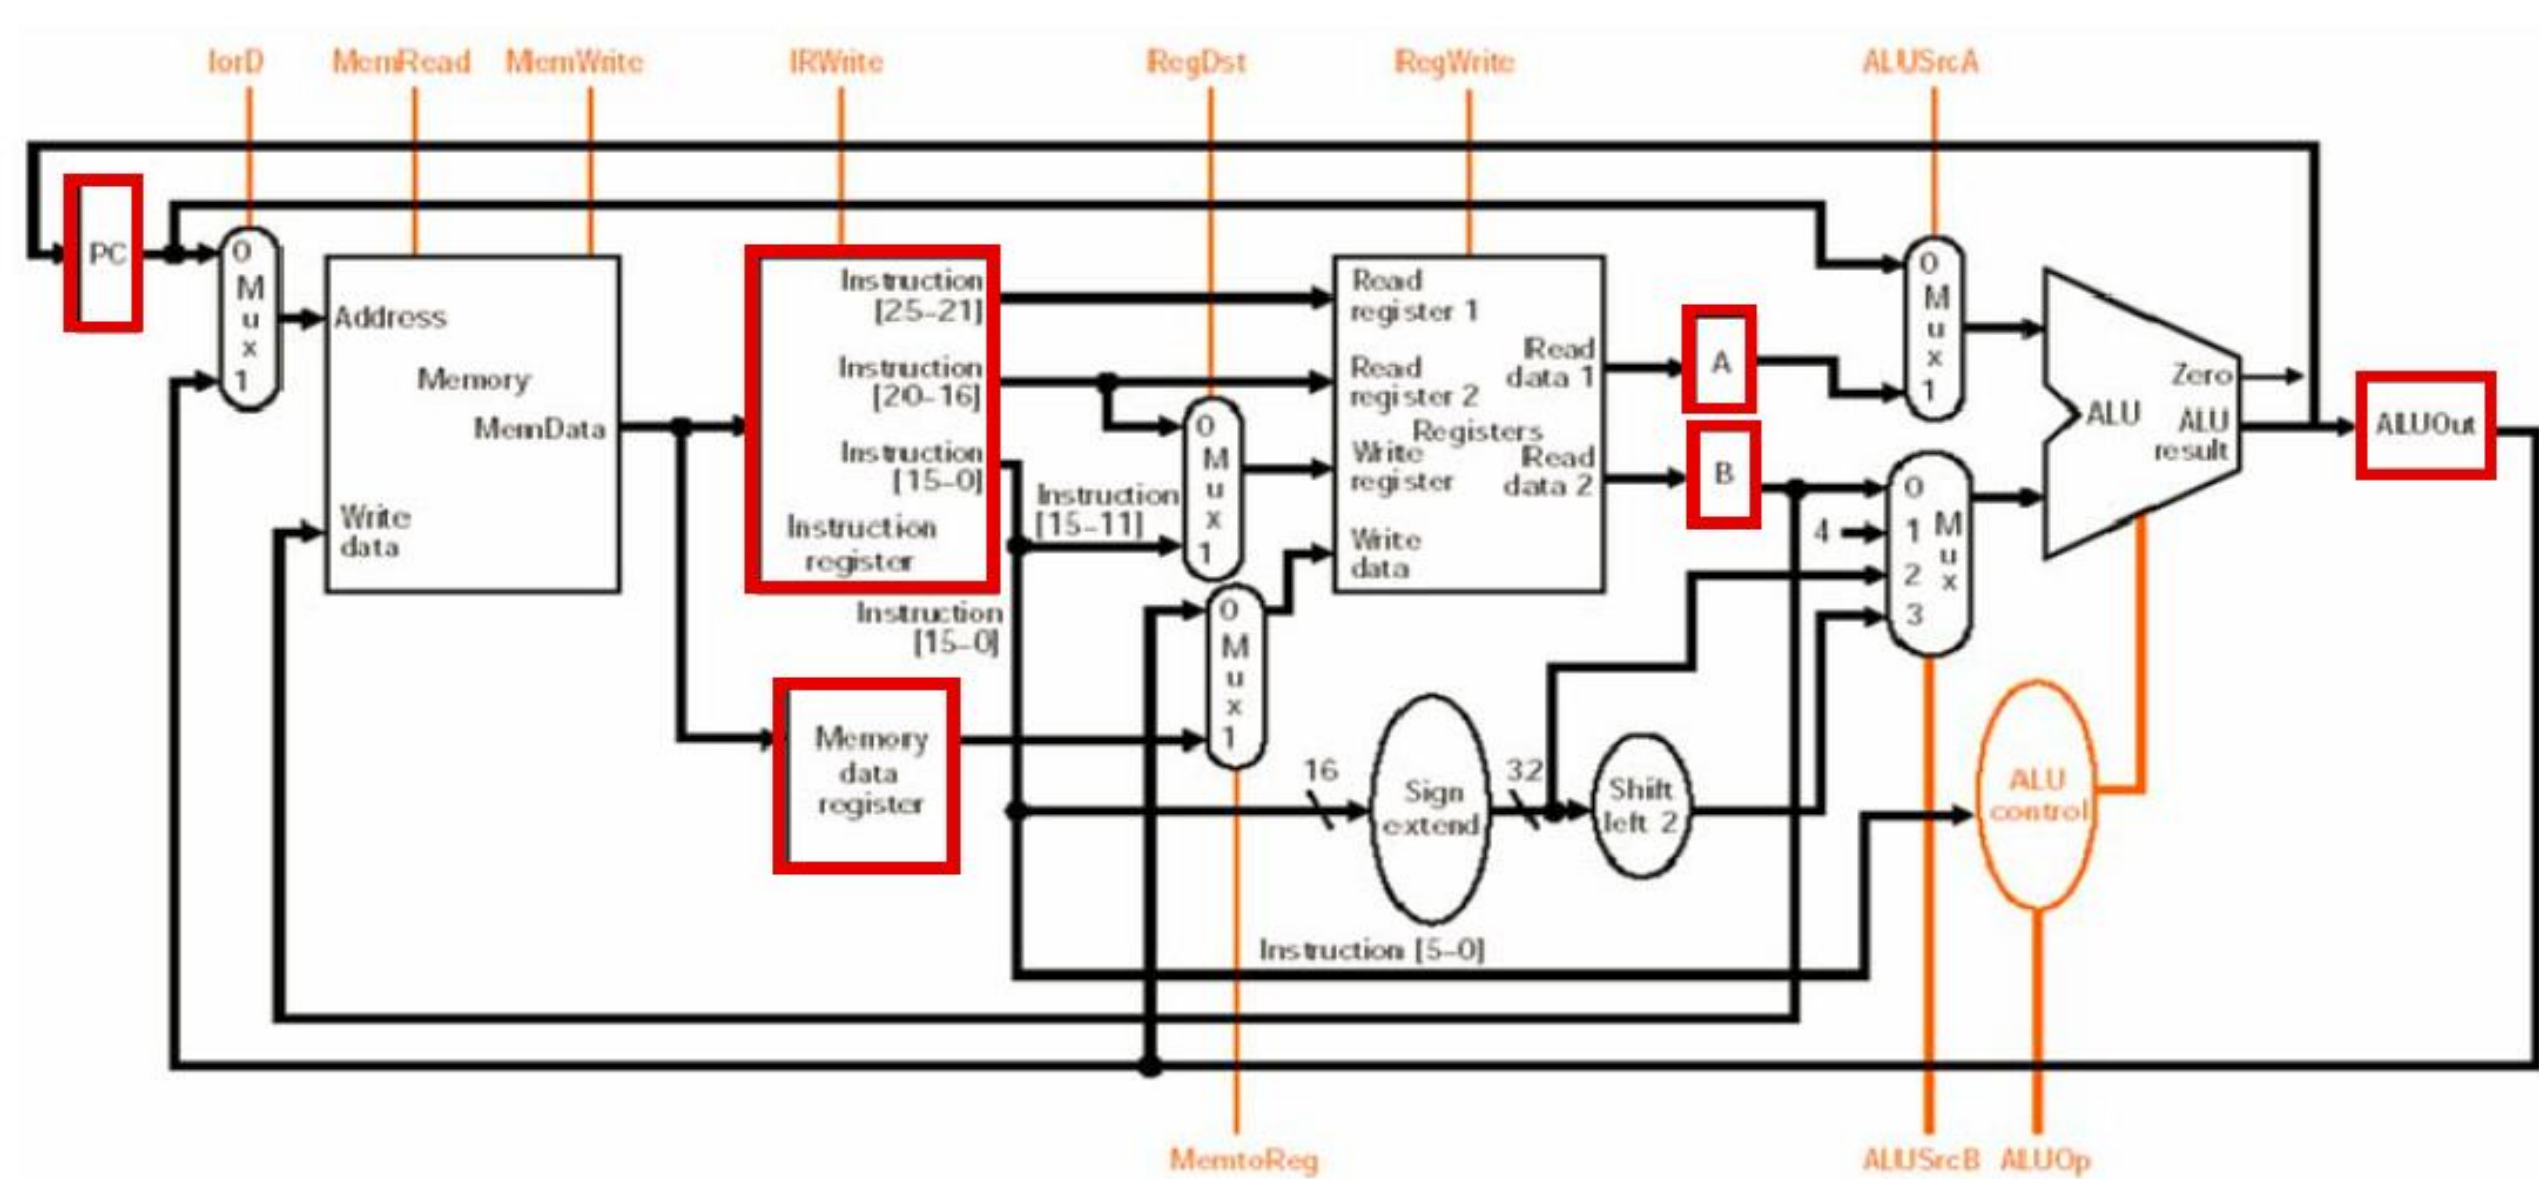 IorD
MemRead
MemWrite
IRWrite
RegDst
RegWrite
ALUSrcA
PC
0
M
u
x
1
Address
Memory
MemData
Write
data
Instruction
[25–21]
Instruction
[20–16]
Instruction
[15–0]
Instruction
register
Instruction
[15–0]
Memory
data
register
Instruction
[15–11]
0
M
u
x
1
0
M
u
x
1
Read
register 1
Read
register 2
Registers
Write
register
Write
data
Read
data 1
Read
data 2
A
B
4
0
M
u
x
1
0
1
2
3
M
u
x
Zero
ALU
ALU
result
ALUOut
16
Sign
extend
32
Shift
left 2
ALU
control
Instruction [5–0]
MemtoReg
ALUSrcB
ALUOp